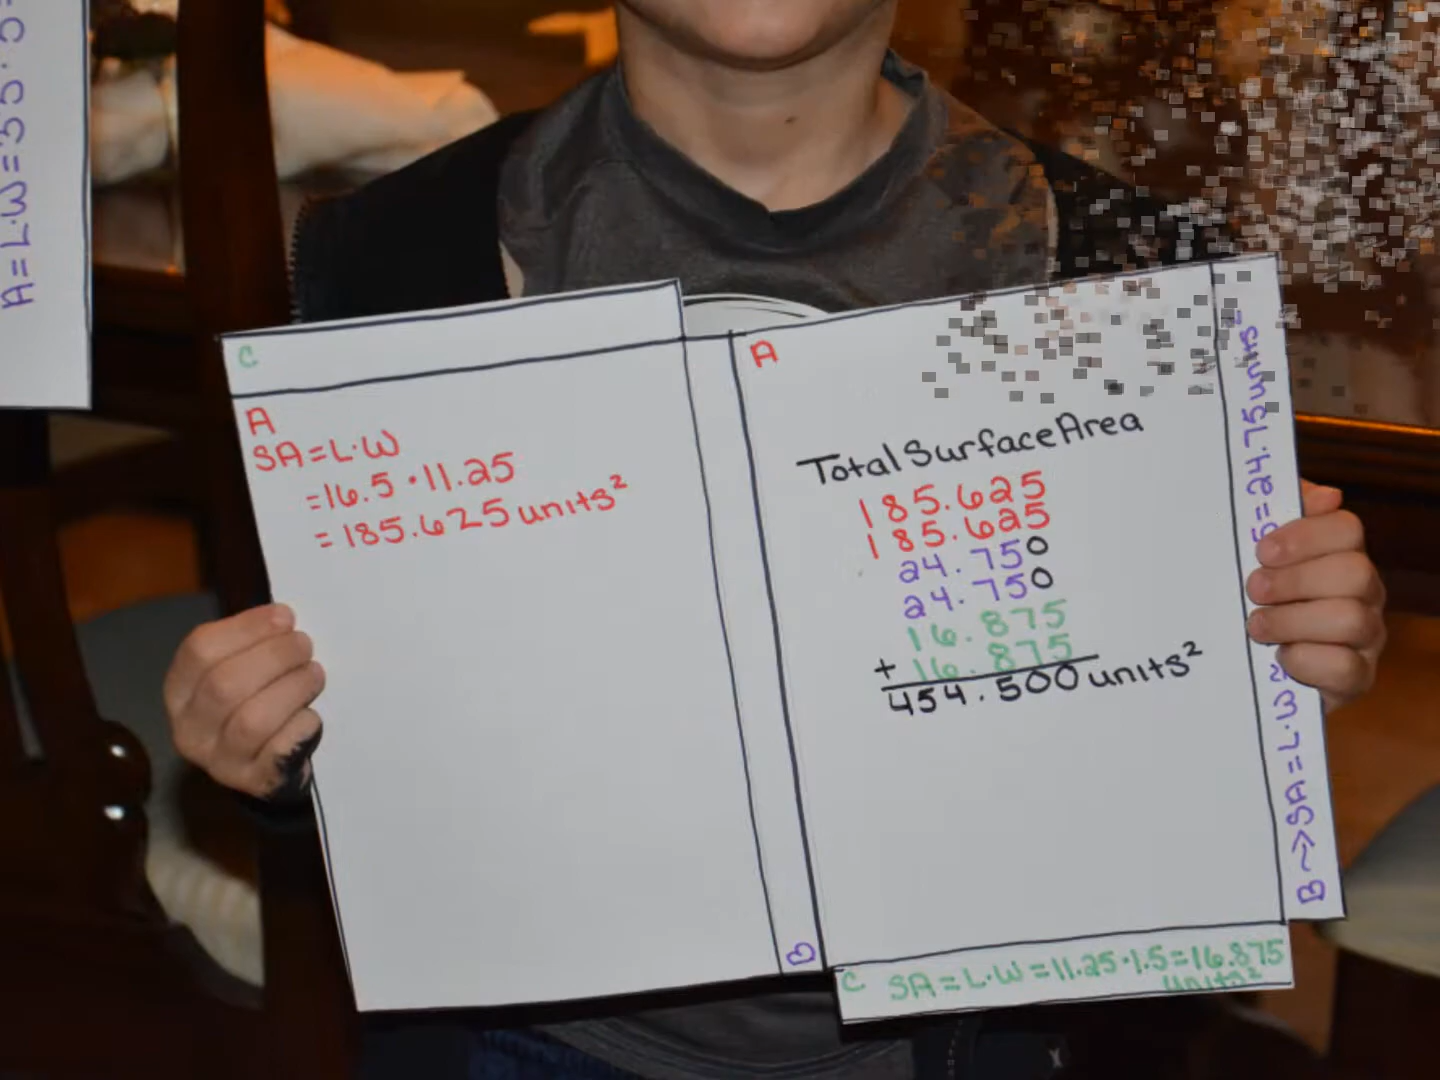 A=L·W=35·5
C
A
SA=L·W
=16.5·11.25
=185.625 units²
A
Total Surface Area
185.625
185.625
24.750
24.750
16.875
+ 16.875
454.500 units²
B
B→SA=L·W= 5=24.75 units²
C SA=L·W=11.25·1.5=16.875
units²